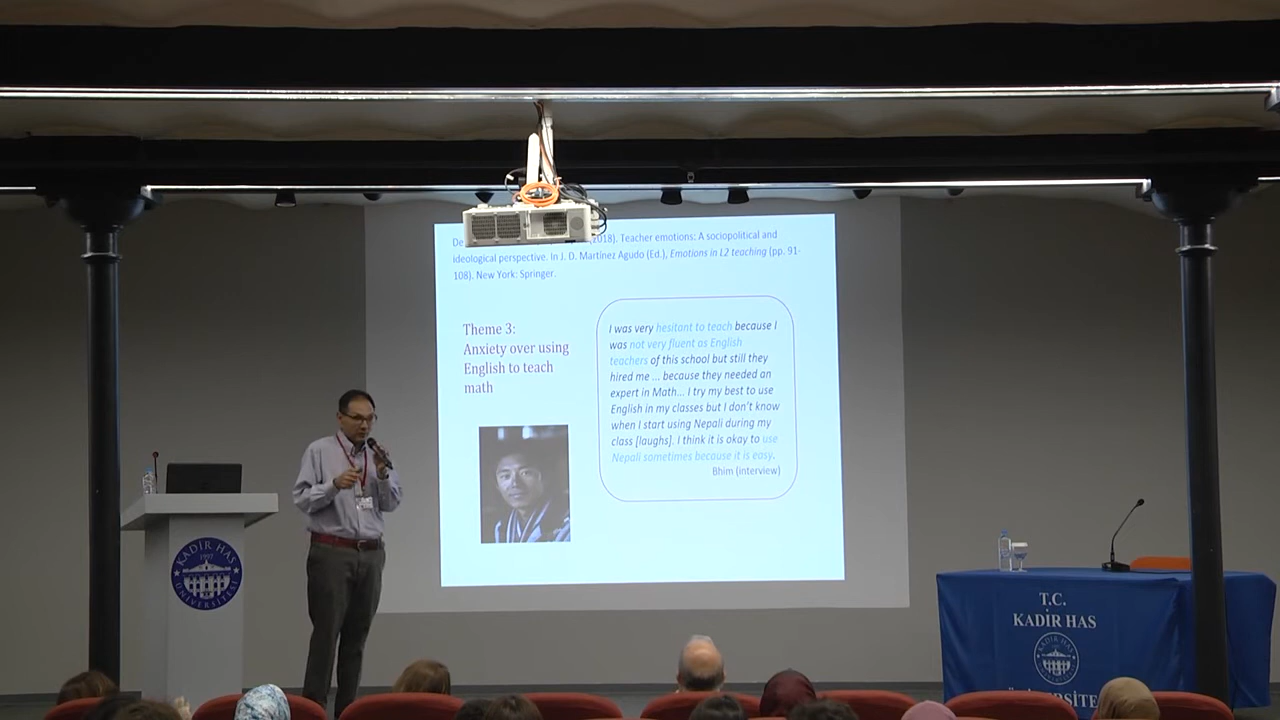 De 2018). Teacher emotions: A sociopolitical and
ideological perspective. In J. D. Martínez Agudo (Ed.), Emotions in L2 teaching (pp. 91-
108). New York: Springer.
Theme 3:
Anxiety over using
English to teach
math
I was very hesitant to teach because I
was not very fluent as English
teachers of this school but still they
hired me ... because they needed an
expert in Math... I try my best to use
English in my classes but I don't know
when I start using Nepali during my
class [laughs]. I think it is okay to use
Nepali sometimes because it is easy.
Bhim (interview)
KADİR HAS
1997
ÜNİVERSİTESİ
T.C.
KADİR HAS